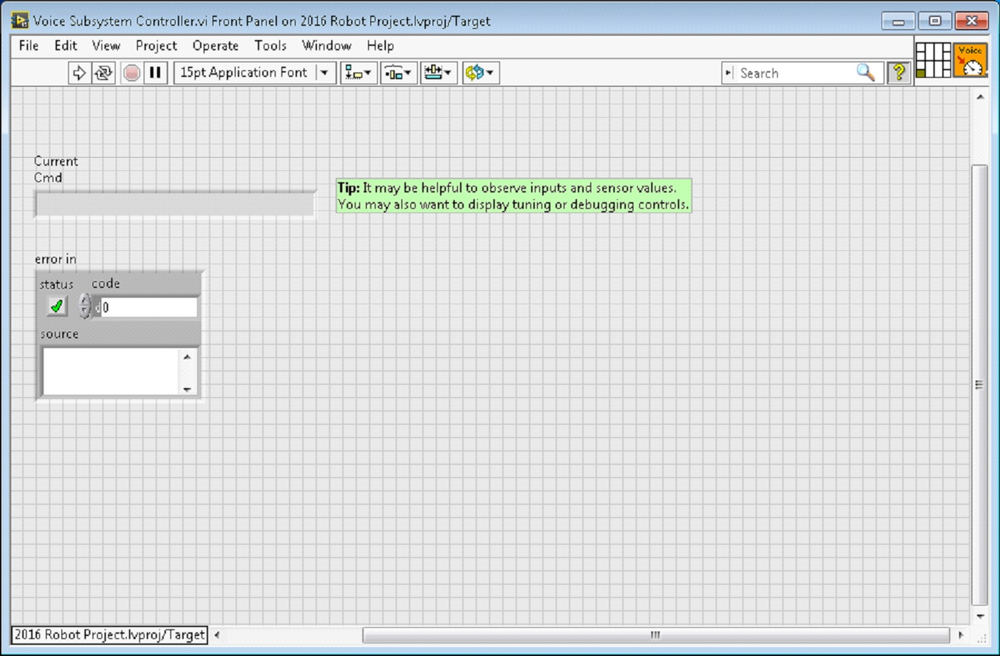 Voice Subsystem Controller.vi Front Panel on 2016 Robot Project.lvproj/Target
File Edit View Project Operate Tools Window Help
15pt Application Font
Search
?
Voice
Current
Cmd
Tip: It may be helpful to observe inputs and sensor values.
You may also want to display tuning or debugging controls.
error in
status code
d 0
source
2016 Robot Project.lvproj/Target